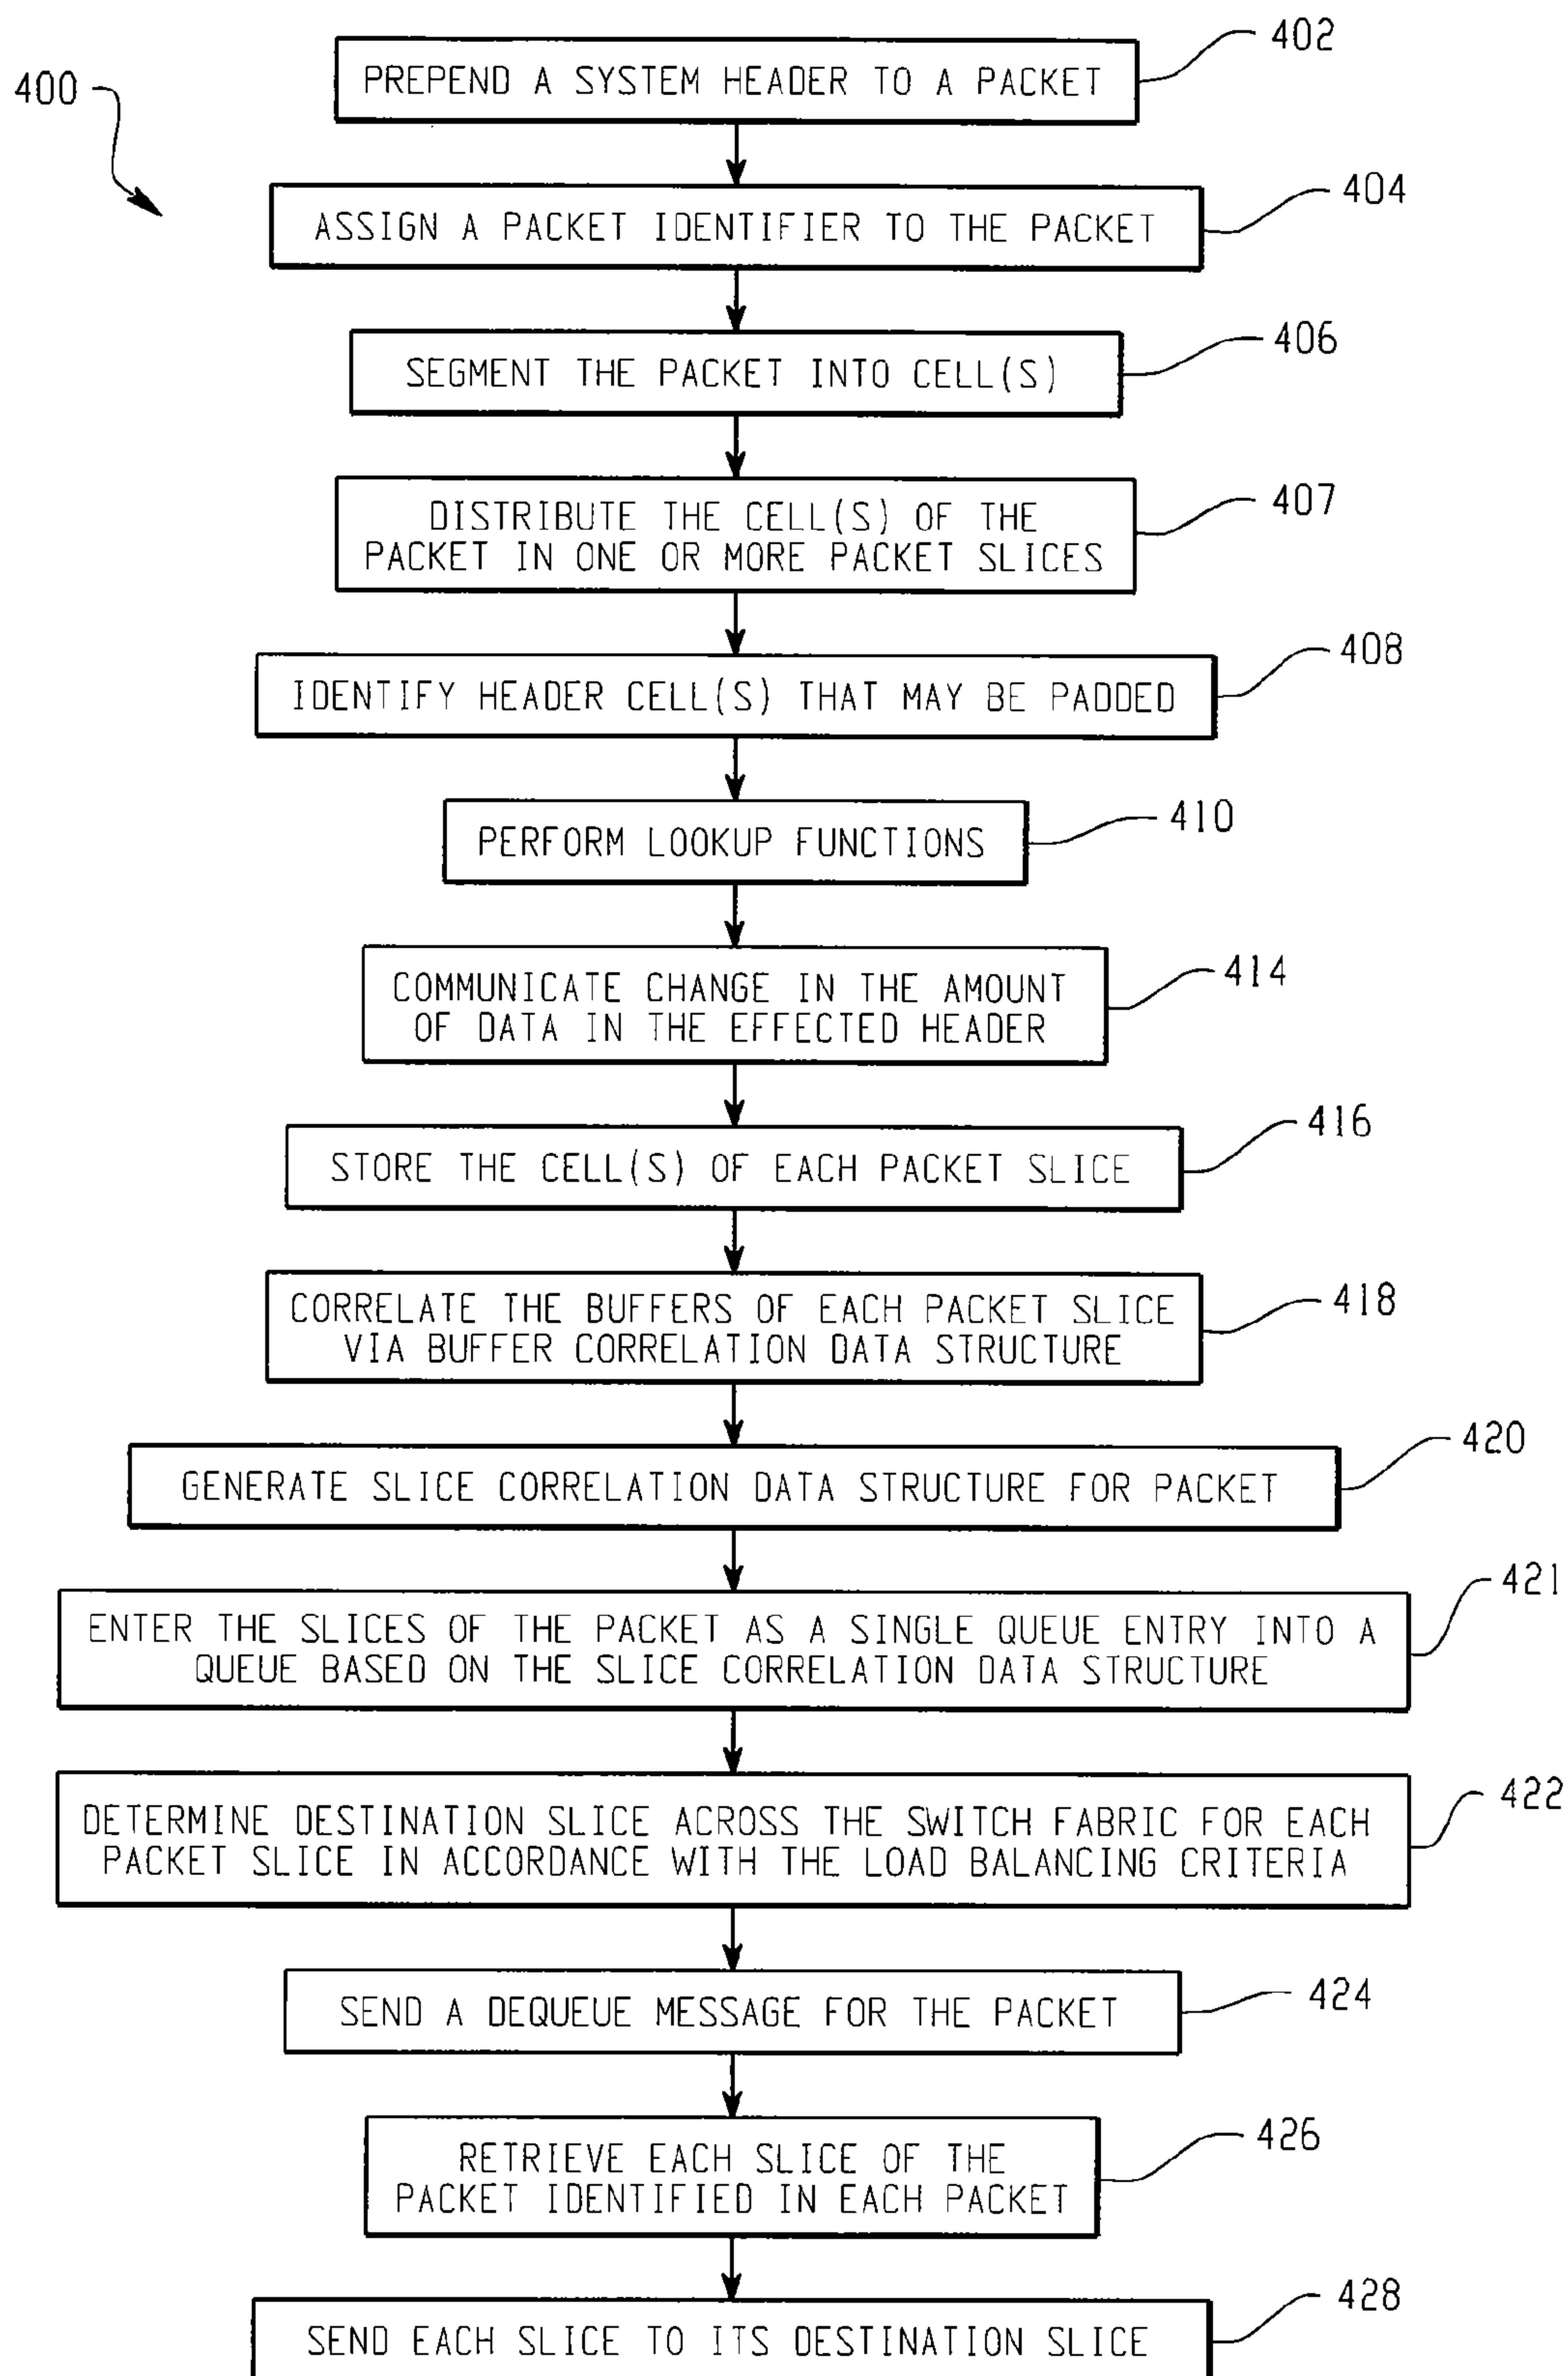 400
402
PREPEND A SYSTEM HEADER TO A PACKET
404
ASSIGN A PACKET IDENTIFIER TO THE PACKET
406
SEGMENT THE PACKET INTO CELL(S)
407
DISTRIBUTE THE CELL(S) OF THE
PACKET IN ONE OR MORE PACKET SLICES
408
IDENTIFY HEADER CELL(S) THAT MAY BE PADDED
410
PERFORM LOOKUP FUNCTIONS
414
COMMUNICATE CHANGE IN THE AMOUNT
OF DATA IN THE EFFECTED HEADER
416
STORE THE CELL(S) OF EACH PACKET SLICE
418
CORRELATE THE BUFFERS OF EACH PACKET SLICE
VIA BUFFER CORRELATION DATA STRUCTURE
420
GENERATE SLICE CORRELATION DATA STRUCTURE FOR PACKET
421
ENTER THE SLICES OF THE PACKET AS A SINGLE QUEUE ENTRY INTO A
QUEUE BASED ON THE SLICE CORRELATION DATA STRUCTURE
422
DETERMINE DESTINATION SLICE ACROSS THE SWITCH FABRIC FOR EACH
PACKET SLICE IN ACCORDANCE WITH THE LOAD BALANCING CRITERIA
424
SEND A DEQUEUE MESSAGE FOR THE PACKET
426
RETRIEVE EACH SLICE OF THE
PACKET IDENTIFIED IN EACH PACKET
428
SEND EACH SLICE TO ITS DESTINATION SLICE